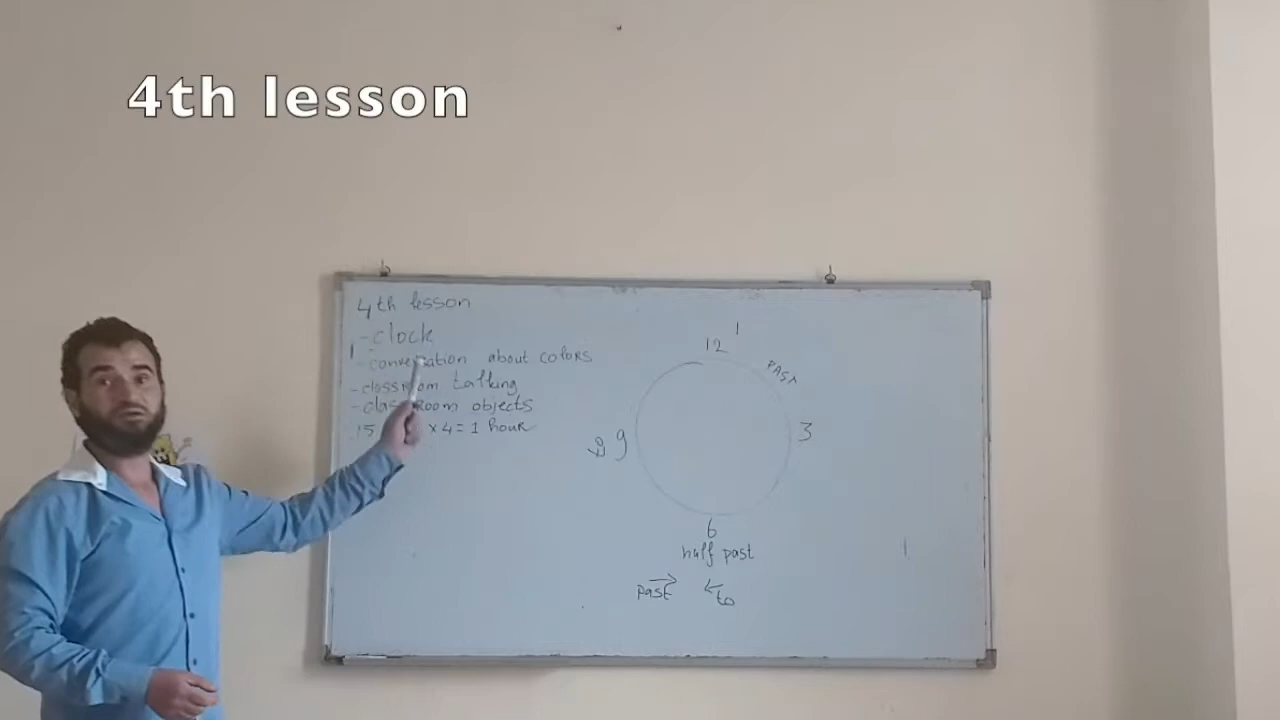 4th lesson
4th lesson
-clock
-conversation about colors
-classroom talking
-classroom objects
15 x 4 = 1 hour
1
12
past
3
9
6
half past
past →
← to